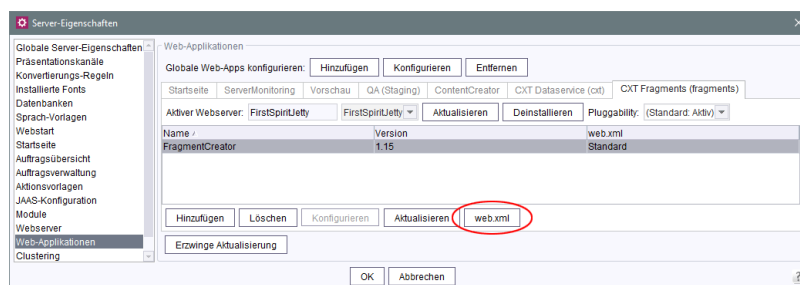 Server-Eigenschaften
Globale Server-Eigenschaften
Präsentationskanäle
Konvertierungs-Regeln
Installierte Fonts
Datenbanken
Sprach-Vorlagen
Webstart
Startseite
Auftragsübersicht
Auftragsverwaltung
Aktionsvorlagen
JAAS-Konfiguration
Module
Webserver
Web-Applikationen
Clustering
Web-Applikationen
Globale Web-Apps konfigurieren: Hinzufügen Konfigurieren Entfernen
Startseite ServerMonitoring Vorschau QA (Staging) ContentCreator CXT Dataservice (cxt) CXT Fragments (fragments)
Aktiver Webserver: FirstSpiritJetty FirstSpiritJetty Aktualisieren Deinstallieren Pluggability: (Standard: Aktiv)
Name Version web.xml
FragmentCreator 1.15 Standard
Hinzufügen Löschen Konfigurieren Aktualisieren web.xml
Erzwinge Aktualisierung
OK Abbrechen
?